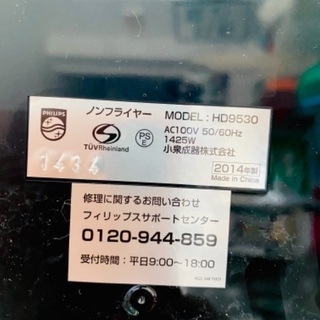 PHILIPS
ノンフライヤー MODEL : HD9530
TÜVRheinland
PS
E
AC100V 50/60Hz
1425W
小泉成器株式会社
1434
2014年製
Made in China
修理に関するお問い合わせ
フィリップスサポートセンター
0120-944-859
受付時間:平日9:00〜18:00